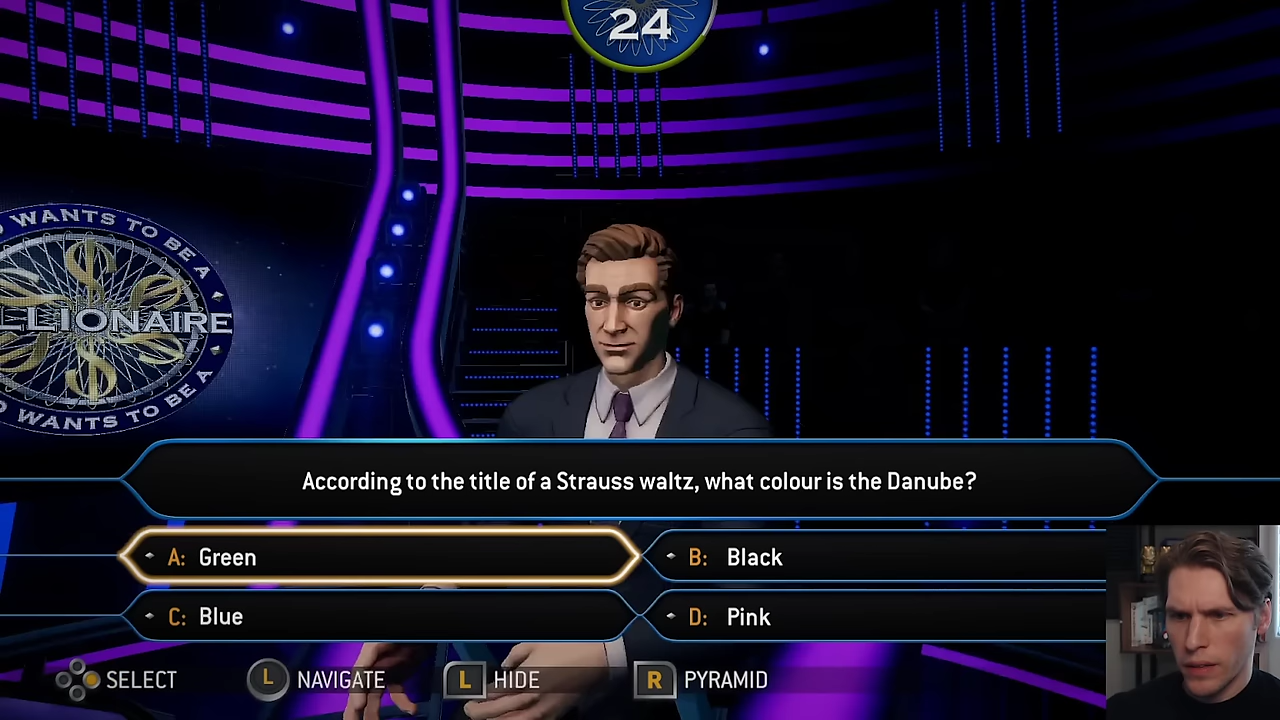 24
WANTS TO BE A
LLIONAIRE
WANTS TO BE A
According to the title of a Strauss waltz, what colour is the Danube?
A: Green
B: Black
C: Blue
D: Pink
SELECT
L NAVIGATE
L HIDE
R PYRAMID